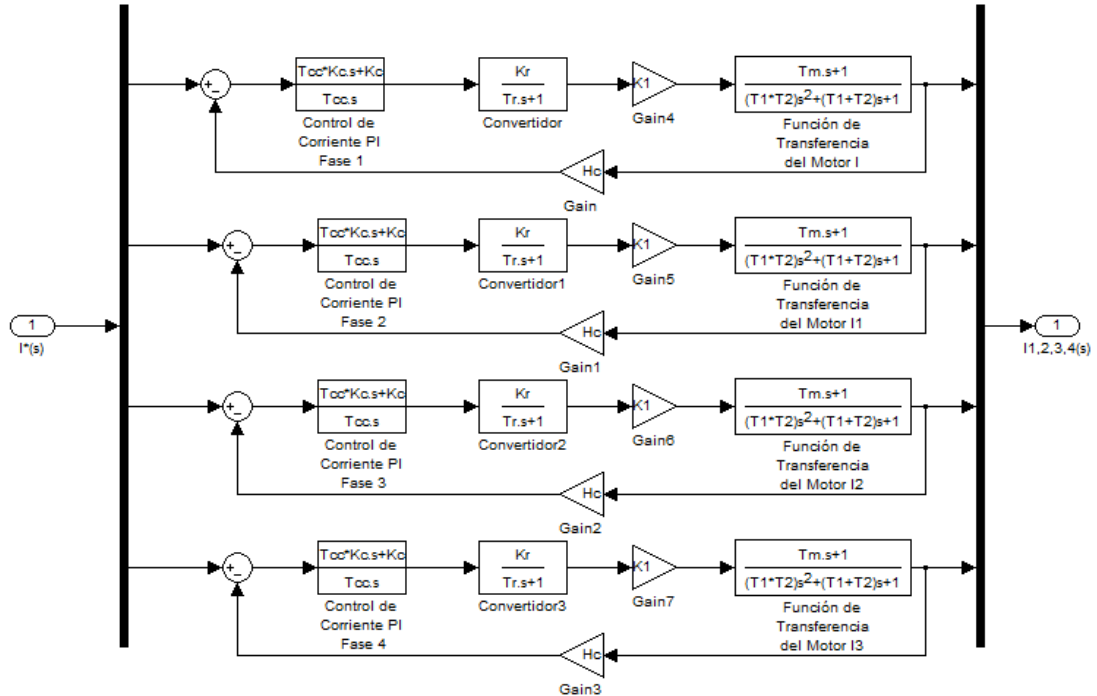 +
−
Tcc*Kc.s+Kc
Tcc.s
Control de
Corriente PI
Fase 1
Kr
Tr.s+1
Convertidor
K1
Gain4
Tm.s+1
(T1*T2)s²+(T1+T2)s+1
Función de
Transferencia
del Motor I
Hc
Gain
+
−
Tcc*Kc.s+Kc
Tcc.s
Control de
Corriente PI
Fase 2
Kr
Tr.s+1
Convertidor1
K1
Gain5
Tm.s+1
(T1*T2)s²+(T1+T2)s+1
Función de
Transferencia
del Motor I1
Hc
Gain1
1
I*(s)
1
I1,2,3,4(s)
+
−
Tcc*Kc.s+Kc
Tcc.s
Control de
Corriente PI
Fase 3
Kr
Tr.s+1
Convertidor2
K1
Gain6
Tm.s+1
(T1*T2)s²+(T1+T2)s+1
Función de
Transferencia
del Motor I2
Hc
Gain2
+
−
Tcc*Kc.s+Kc
Tcc.s
Control de
Corriente PI
Fase 4
Kr
Tr.s+1
Convertidor3
K1
Gain7
Tm.s+1
(T1*T2)s²+(T1+T2)s+1
Función de
Transferencia
del Motor I3
Hc
Gain3